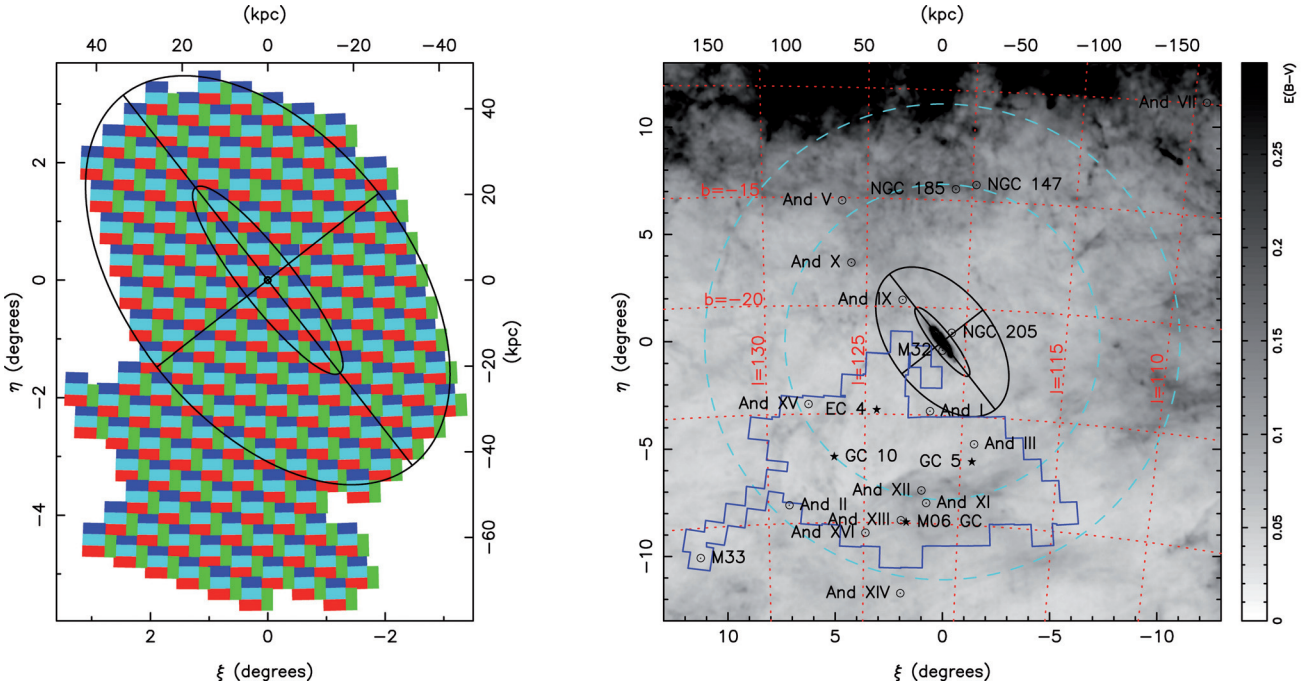 (kpc)
40 20 0 −20 −40
2
0
−2
−4
η (degrees)
40
20
0
−20
−40
−60
(kpc)
2 0 −2
ξ (degrees)
(kpc)
150 100 50 0 −50 −100 −150
10
5
0
−5
−10
η (degrees)
And VII
b=−15
NGC 185
NGC 147
And V
And X
b=−20
And IX
NGC 205
M32
l=130
l=125
l=115
l=110
And XV
EC 4
And I
And III
GC 10
GC 5
And XII
And II
And XI
And XIII
M06 GC
And XVI
M33
And XIV
10 5 0 −5 −10
ξ (degrees)
E(B−V)
0.25
0.2
0.15
0.1
0.05
0